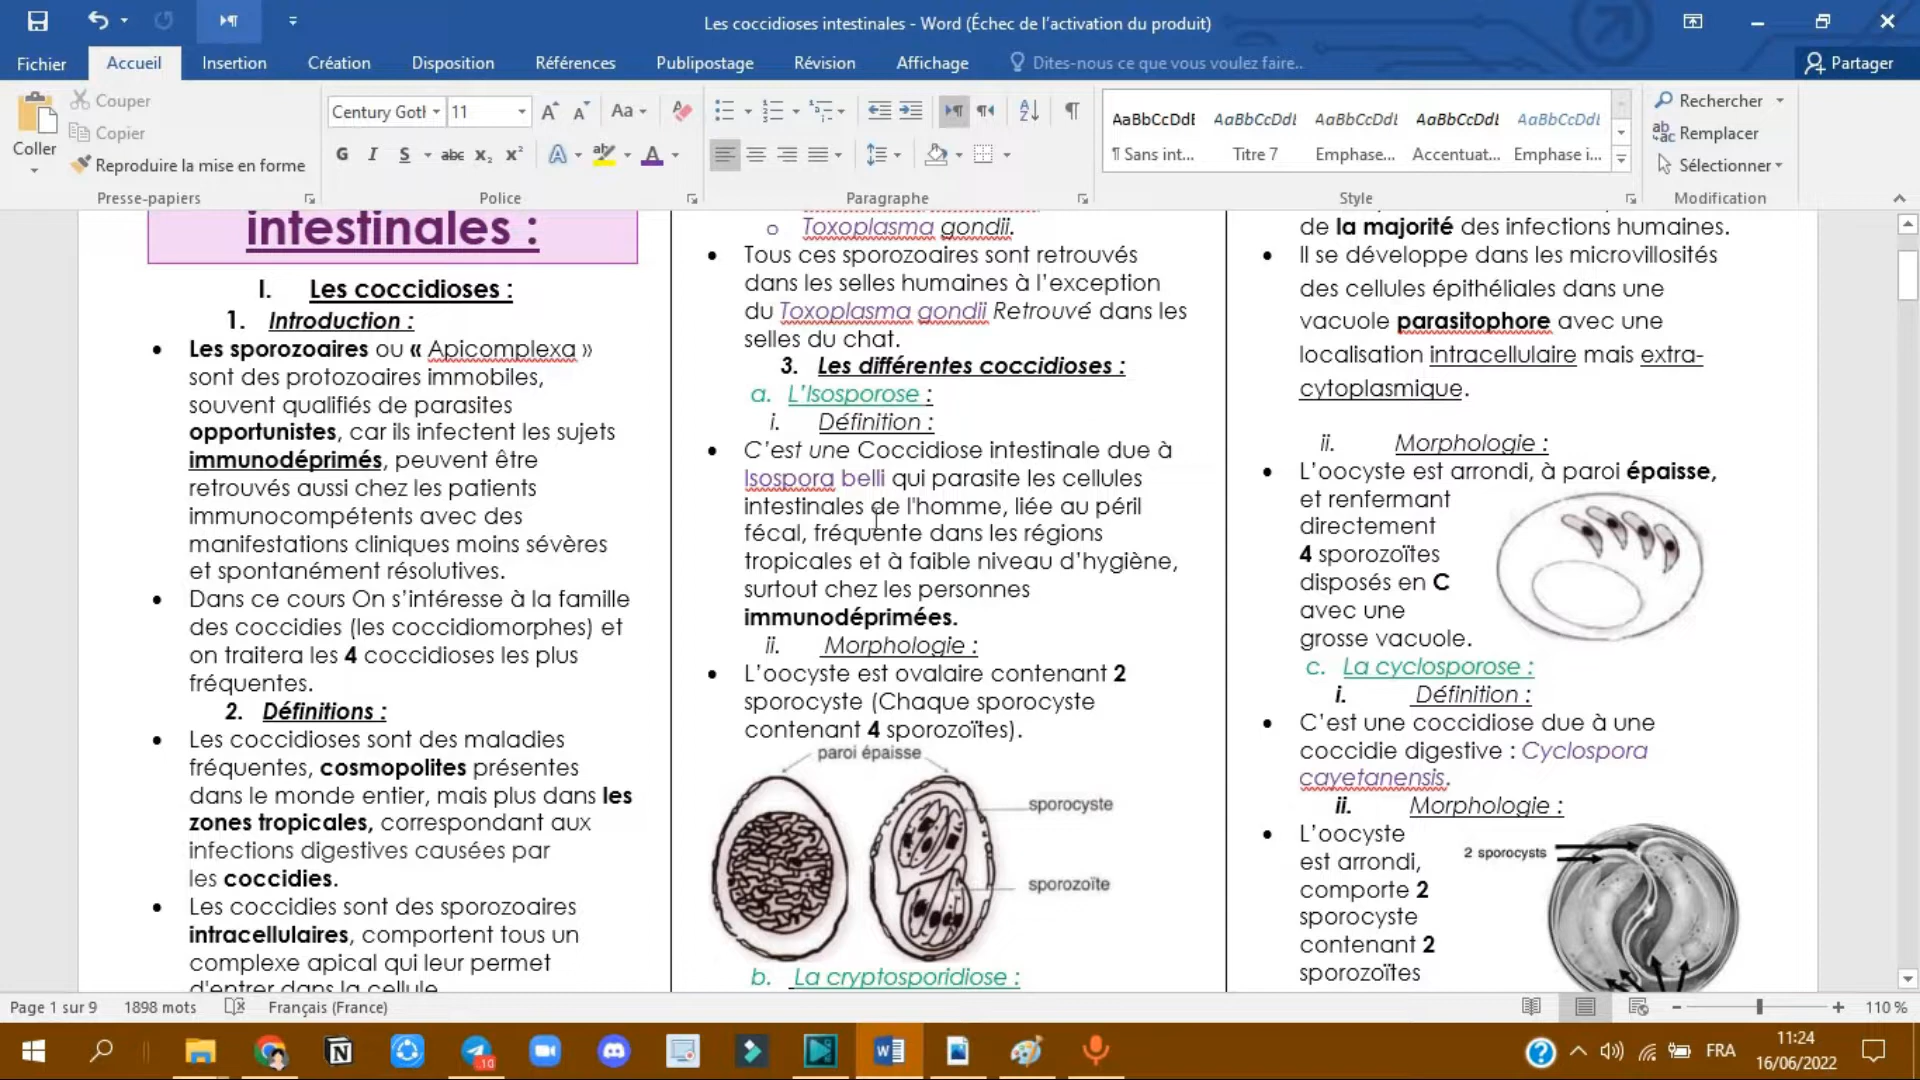 Les coccidioses intestinales - Word (Échec de l'activation du produit)
Fichier
Accueil
Insertion
Création
Disposition
Références
Publipostage
Révision
Affichage
Dites-nous ce que vous voulez faire..
Partager
Coller
Couper
Copier
Reproduire la mise en forme
Presse-papiers
Century Gotl
11
Aa
G I S abc X₂ X²
Police
Paragraphe
AaBbCcDdE
AaBbCcDdL
AaBbCcDdL
AaBbCcDdL
AaBbCcDdL
¶ Sans int...
Titre 7
Emphase...
Accentuat...
Emphase i...
Style
Rechercher
Remplacer
Sélectionner
Modification
intestinales :
I. Les coccidioses :
1. Introduction :
• Les sporozoaires ou « Apicomplexa »
sont des protozoaires immobiles,
souvent qualifiés de parasites
opportunistes, car ils infectent les sujets
immunodéprimés, peuvent être
retrouvés aussi chez les patients
immunocompétents avec des
manifestations cliniques moins sévères
et spontanément résolutives.
• Dans ce cours On s'intéresse à la famille
des coccidies (les coccidiomorphes) et
on traitera les 4 coccidioses les plus
fréquentes.
2. Définitions :
• Les coccidioses sont des maladies
fréquentes, cosmopolites présentes
dans le monde entier, mais plus dans les
zones tropicales, correspondant aux
infections digestives causées par
les coccidies.
• Les coccidies sont des sporozoaires
intracellulaires, comportent tous un
complexe apical qui leur permet
d'entrer dans la cellule
o Toxoplasma gondii.
• Tous ces sporozoaires sont retrouvés
dans les selles humaines à l'exception
du Toxoplasma gondii Retrouvé dans les
selles du chat.
3. Les différentes coccidioses :
a. L'Isosporose :
i. Définition :
• C'est une Coccidiose intestinale due à
Isospora belli qui parasite les cellules
intestinales de l'homme, liée au péril
fécal, fréquente dans les régions
tropicales et à faible niveau d'hygiène,
surtout chez les personnes
immunodéprimées.
ii. Morphologie :
• L'oocyste est ovalaire contenant 2
sporocyste (Chaque sporocyste
contenant 4 sporozoïtes).
paroi épaisse
sporocyste
sporozoïte
b. La cryptosporidiose :
de la majorité des infections humaines.
• Il se développe dans les microvillosités
des cellules épithéliales dans une
vacuole parasitophore avec une
localisation intracellulaire mais extra-
cytoplasmique.
ii. Morphologie :
• L'oocyste est arrondi, à paroi épaisse,
et renfermant
directement
4 sporozoïtes
disposés en C
avec une
grosse vacuole.
c. La cyclosporose :
i. Définition :
• C'est une coccidiose due à une
coccidie digestive : Cyclospora
cayetanensis.
ii. Morphologie :
• L'oocyste
est arrondi,
comporte 2
sporocyste
contenant 2
sporozoïtes
2 sporocysts
Page 1 sur 9
1898 mots
Français (France)
110 %
10
FRA
11:24
16/06/2022